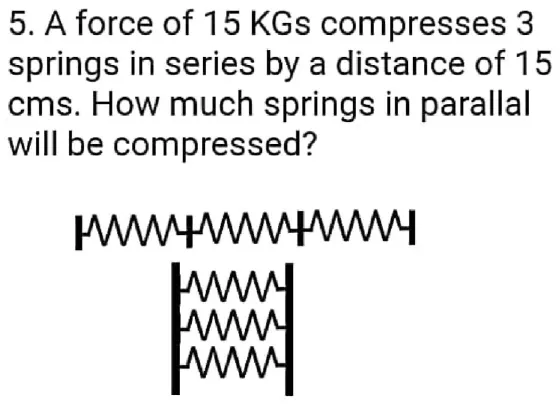 5. A force of 15 KGs compresses 3
springs in series by a distance of 15
cms. How much springs in parallal
will be compressed?